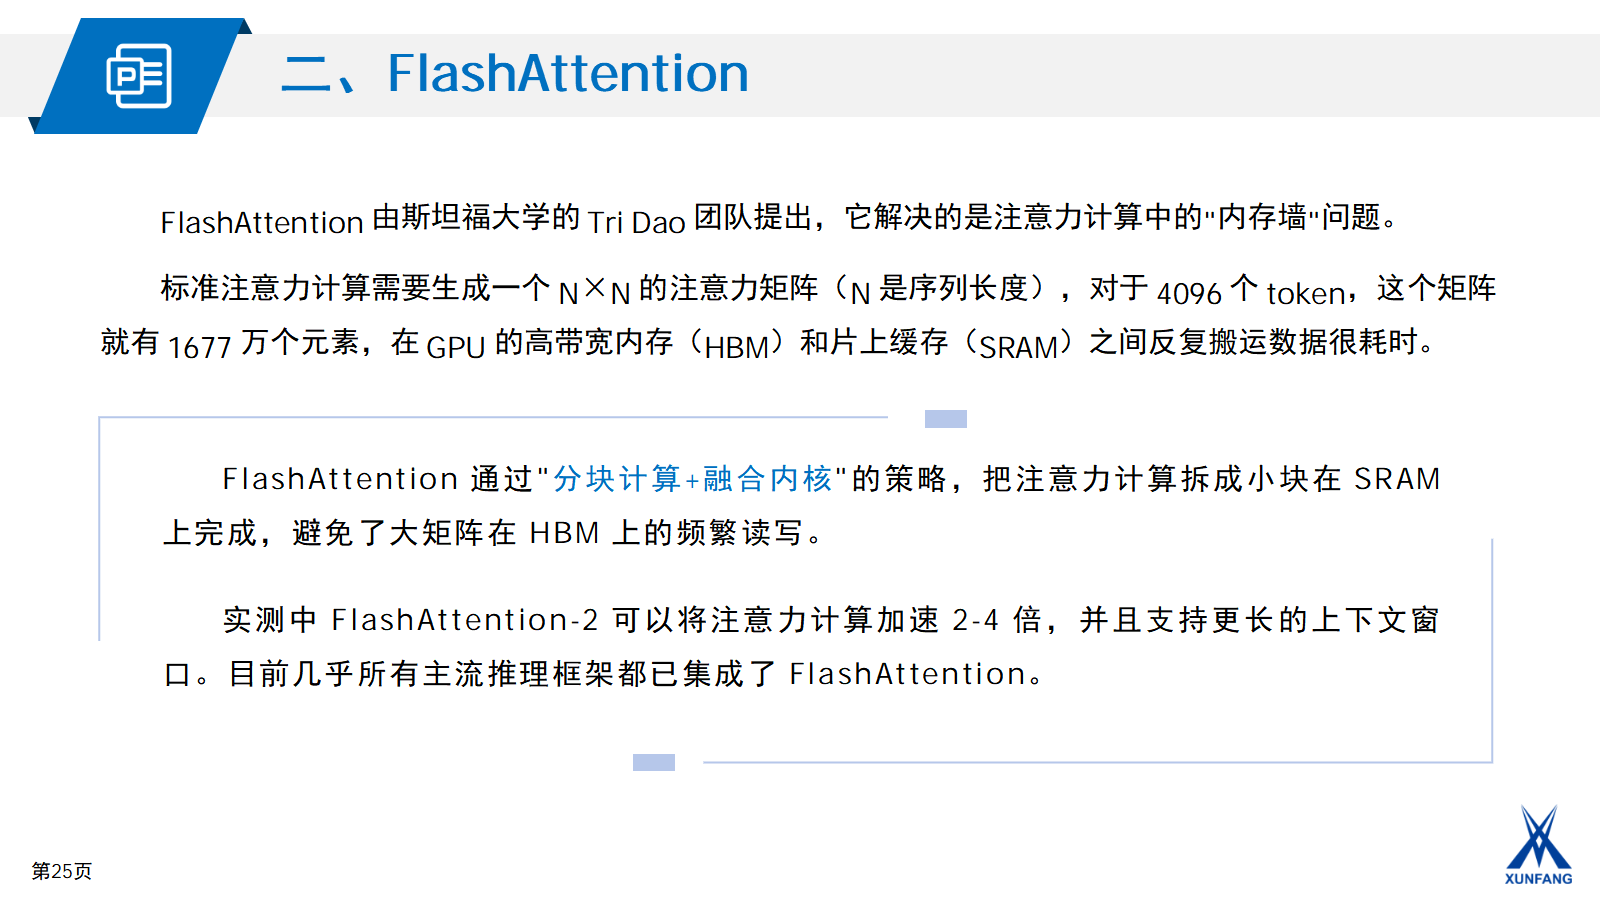 二、FlashAttention
FlashAttention 由斯坦福大学的 Tri Dao 团队提出，它解决的是注意力计算中的"内存墙"问题。
标准注意力计算需要生成一个 N×N 的注意力矩阵（N 是序列长度），对于 4096 个 token，这个矩阵
就有 1677 万个元素，在 GPU 的高带宽内存（HBM）和片上缓存（SRAM）之间反复搬运数据很耗时。
FlashAttention 通过"分块计算+融合内核"的策略，把注意力计算拆成小块在 SRAM
上完成，避免了大矩阵在 HBM 上的频繁读写。
实测中 FlashAttention-2 可以将注意力计算加速 2-4 倍，并且支持更长的上下文窗
口。目前几乎所有主流推理框架都已集成了 FlashAttention。
第25页
XUNFANG